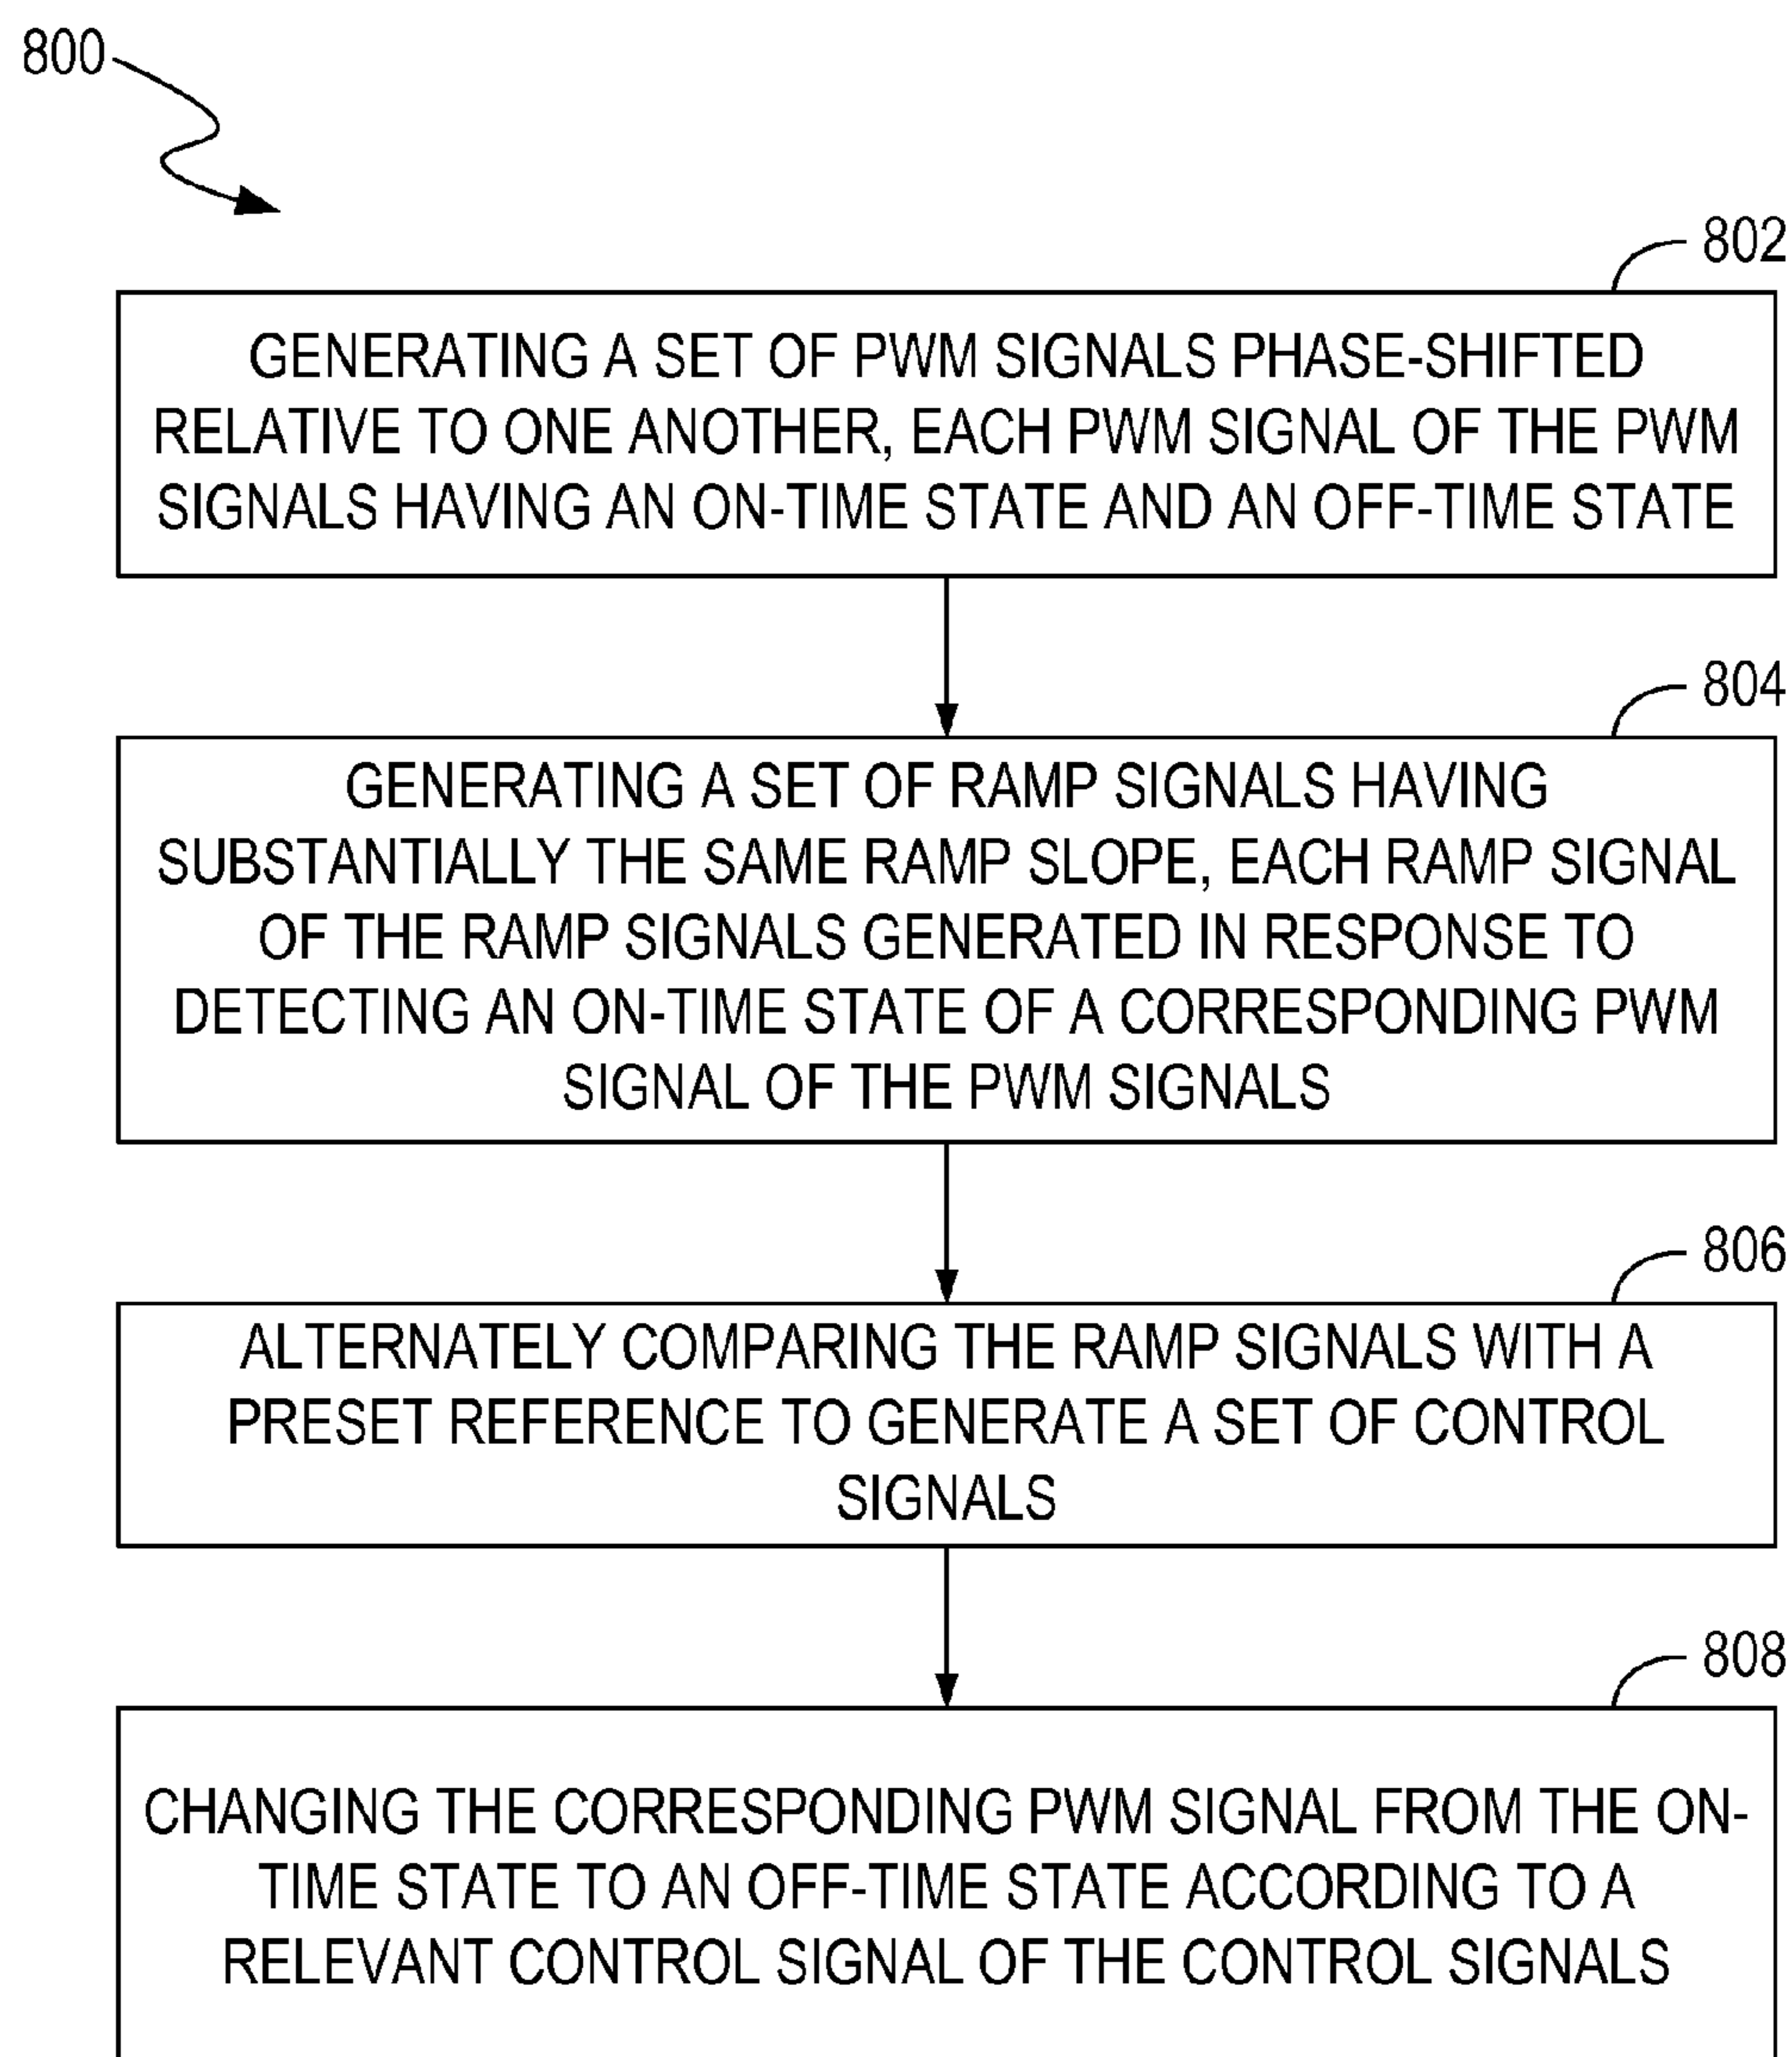 800
802
GENERATING A SET OF PWM SIGNALS PHASE-SHIFTED
RELATIVE TO ONE ANOTHER, EACH PWM SIGNAL OF THE PWM
SIGNALS HAVING AN ON-TIME STATE AND AN OFF-TIME STATE
804
GENERATING A SET OF RAMP SIGNALS HAVING
SUBSTANTIALLY THE SAME RAMP SLOPE, EACH RAMP SIGNAL
OF THE RAMP SIGNALS GENERATED IN RESPONSE TO
DETECTING AN ON-TIME STATE OF A CORRESPONDING PWM
SIGNAL OF THE PWM SIGNALS
806
ALTERNATELY COMPARING THE RAMP SIGNALS WITH A
PRESET REFERENCE TO GENERATE A SET OF CONTROL
SIGNALS
808
CHANGING THE CORRESPONDING PWM SIGNAL FROM THE ON-
TIME STATE TO AN OFF-TIME STATE ACCORDING TO A
RELEVANT CONTROL SIGNAL OF THE CONTROL SIGNALS